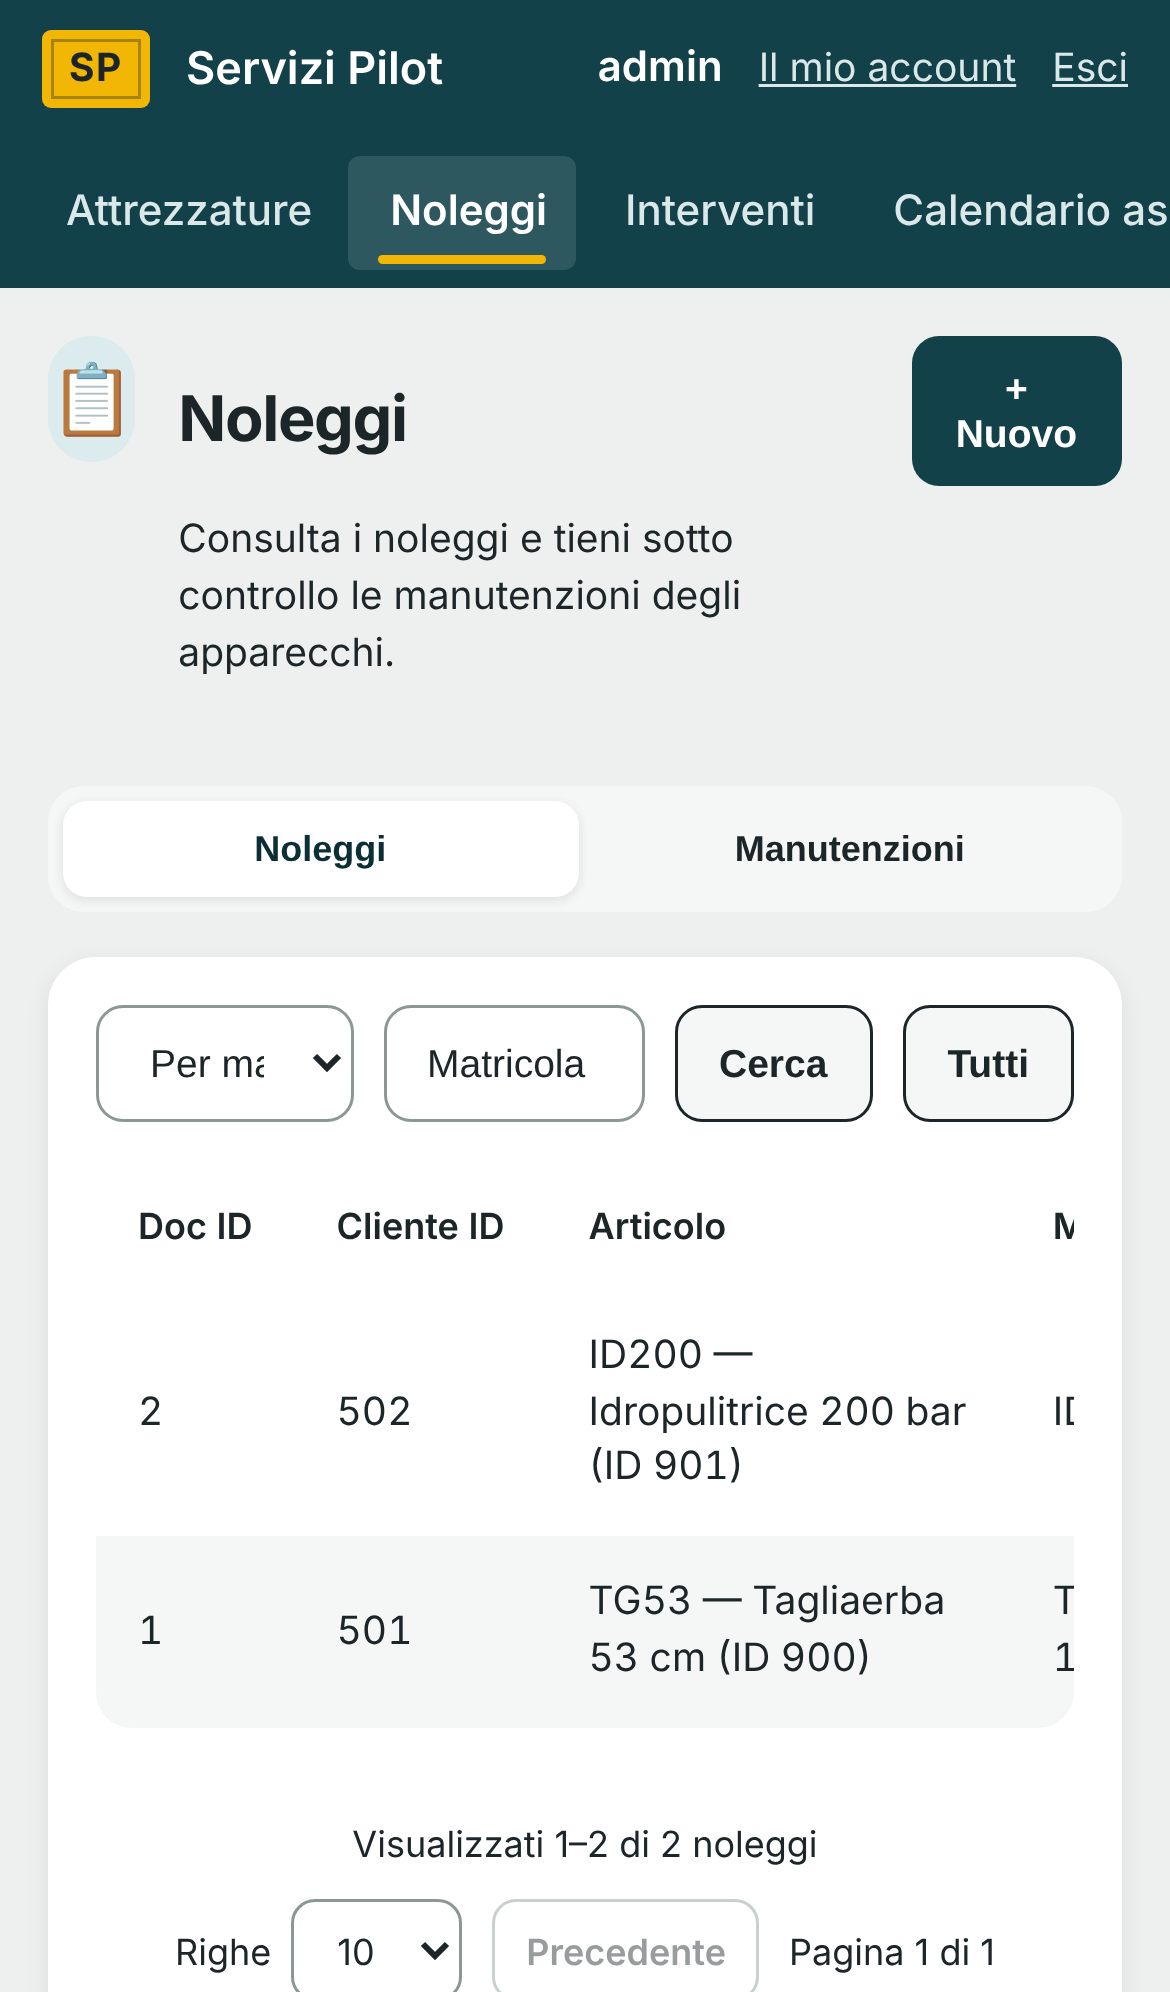 SP Servizi Pilot admin Il mio account Esci
Attrezzature Noleggi Interventi Calendario as
Noleggi
+
Nuovo
Consulta i noleggi e tieni sotto
controllo le manutenzioni degli
apparecchi.
Noleggi Manutenzioni
Per ma Matricola Cerca Tutti
Doc ID Cliente ID Articolo M
ID200 —
2 502 Idropulitrice 200 bar ID
(ID 901)
1 501 TG53 — Tagliaerba T
53 cm (ID 900) 1
Visualizzati 1–2 di 2 noleggi
Righe 10 Precedente Pagina 1 di 1